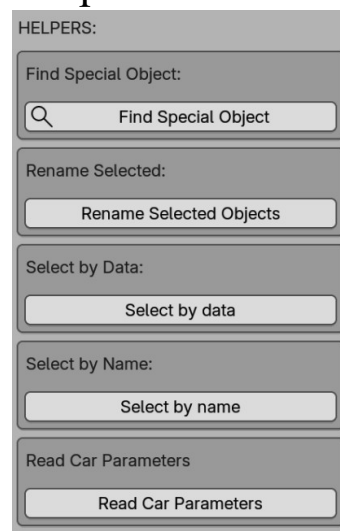 HELPERS:
Find Special Object:
Find Special Object
Rename Selected:
Rename Selected Objects
Select by Data:
Select by data
Select by Name:
Select by name
Read Car Parameters
Read Car Parameters